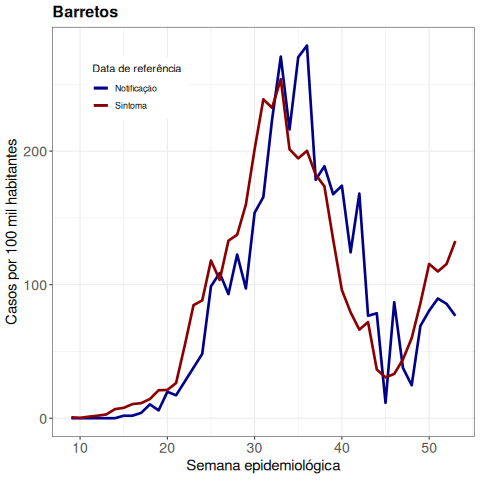 Barretos
Data de referência
Notificação
Sintoma
Casos por 100 mil habitantes
200
100
0
10
20
30
40
50
Semana epidemiológica